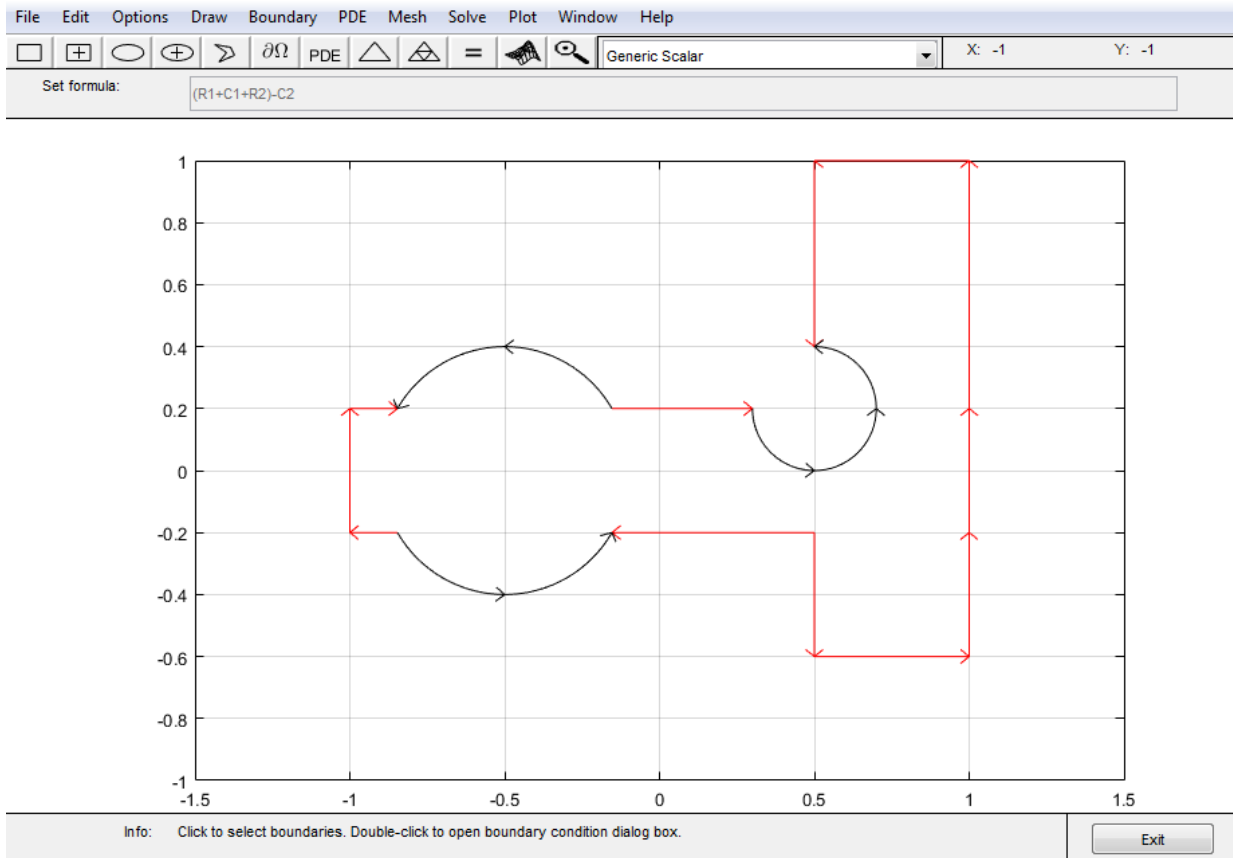 File Edit Options Draw Boundary PDE Mesh Solve Plot Window Help
∂Ω PDE = Generic Scalar X: -1 Y: -1
Set formula: (R1+C1+R2)-C2
1
0.8
0.6
0.4
0.2
0
-0.2
-0.4
-0.6
-0.8
-1
-1.5 -1 -0.5 0 0.5 1 1.5
Info: Click to select boundaries. Double-click to open boundary condition dialog box. Exit